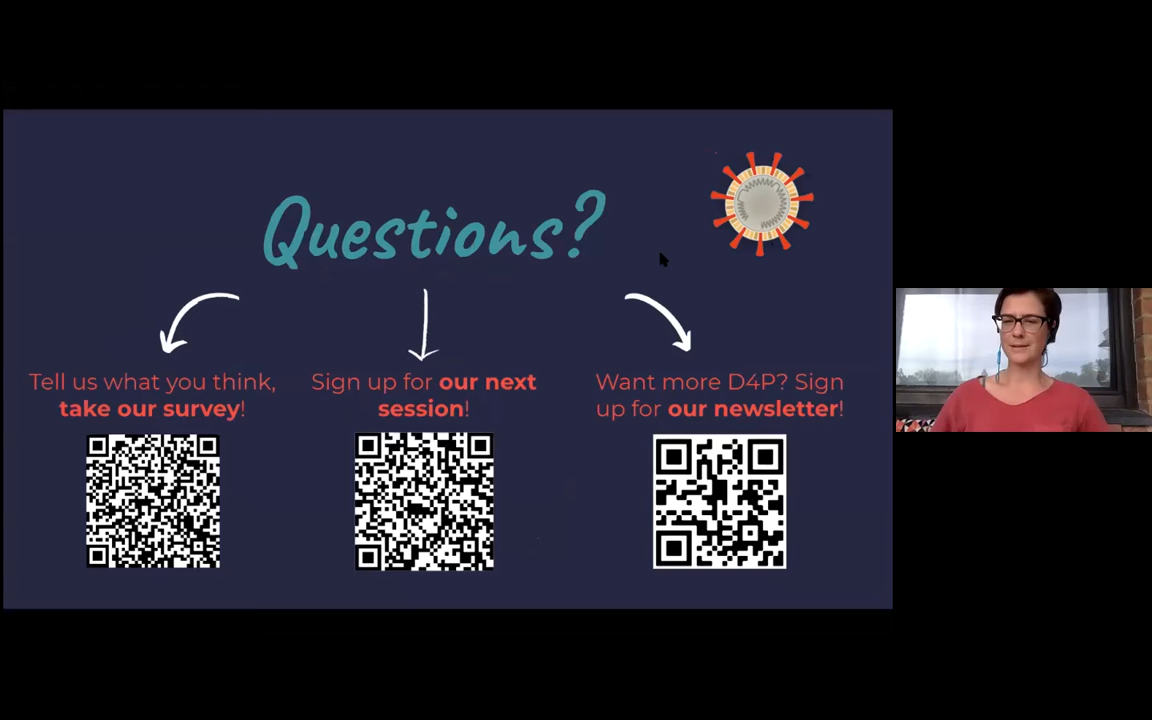 Questions?
Tell us what you think,
take our survey!
Sign up for our next
session!
Want more D4P? Sign
up for our newsletter!